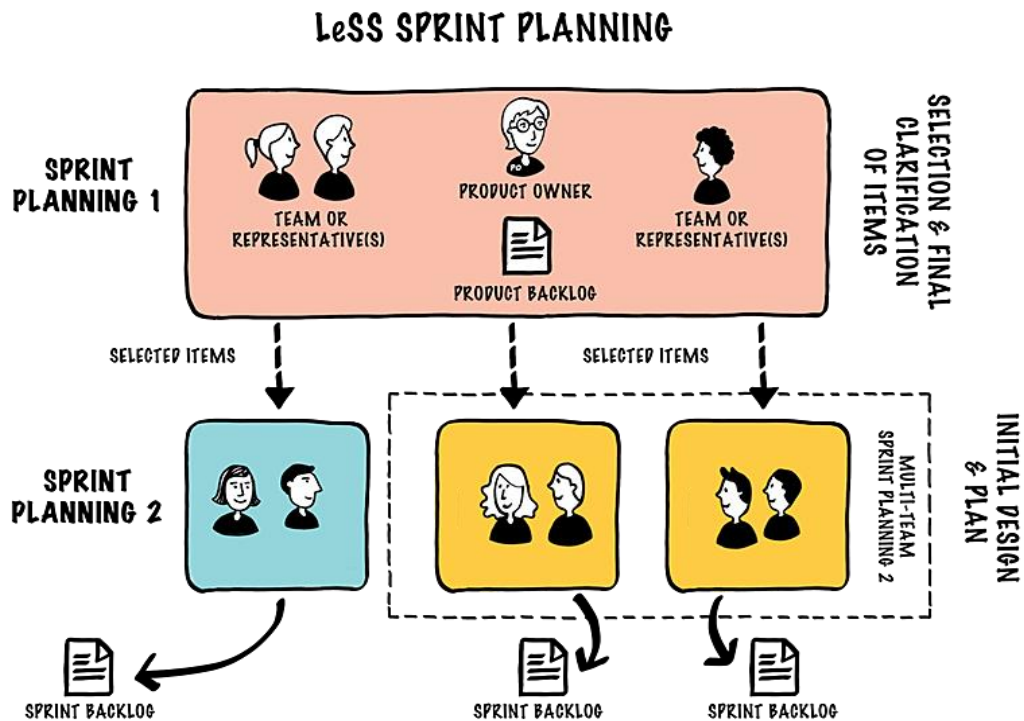 LeSS SPRINT PLANNING
SPRINT
PLANNING 1
TEAM OR
REPRESENTATIVE(S)
PO
PRODUCT OWNER
PRODUCT BACKLOG
TEAM OR
REPRESENTATIVE(S)
SELECTION & FINAL
CLARIFICATION
OF ITEMS
SELECTED ITEMS
SELECTED ITEMS
SPRINT
PLANNING 2
MULTI-TEAM
SPRINT PLANNING 2
INITIAL DESIGN
& PLAN
SPRINT BACKLOG
SPRINT BACKLOG
SPRINT BACKLOG